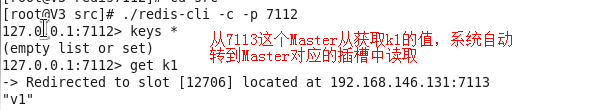 [root@V3 src]# ./redis-cli -c -p 7112
127.0.0.1:7112> keys *
(empty list or set)
127.0.0.1:7112> get k1
-> Redirected to slot [12706] located at 192.168.146.131:7113
"v1"
从7113这个Master从获取k1的值，系统自动
转到Master对应的插槽中读取